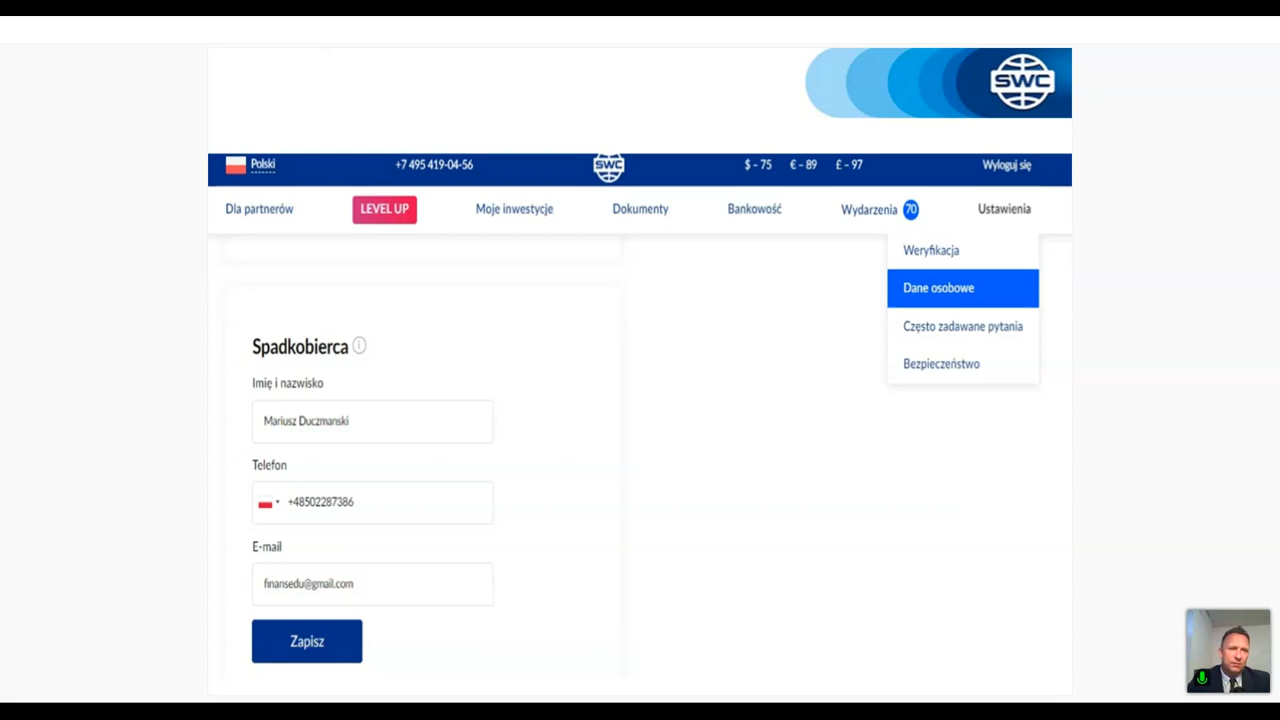 SWC
Polski
+7 495 419-04-56
SWC
$ – 75 € – 89 £ – 97
Wyloguj się
Dla partnerów
LEVEL UP
Moje inwestycje
Dokumenty
Bankowość
Wydarzenia 70
Ustawienia
Weryfikacja
Dane osobowe
Często zadawane pytania
Bezpieczeństwo
Spadkobierca
Imię i nazwisko
Mariusz Duczmanski
Telefon
+48502287386
E-mail
finansedu@gmail.com
Zapisz